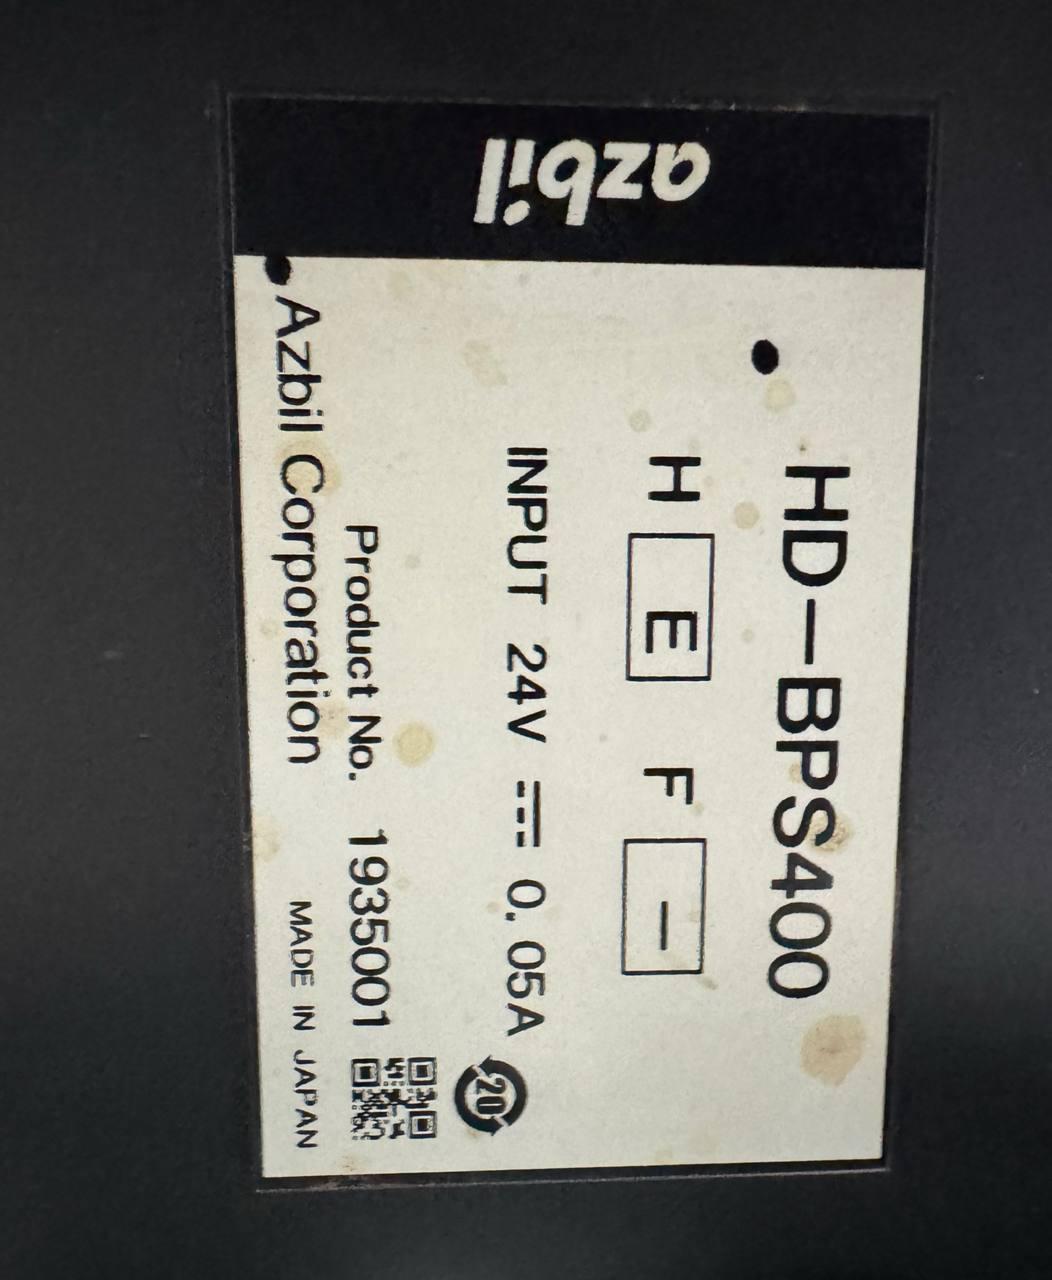 azbil
HD-BPS400
H E F -
INPUT 24V ⎓ 0.05A
20
Product No. 1935001
Azbil Corporation MADE IN JAPAN